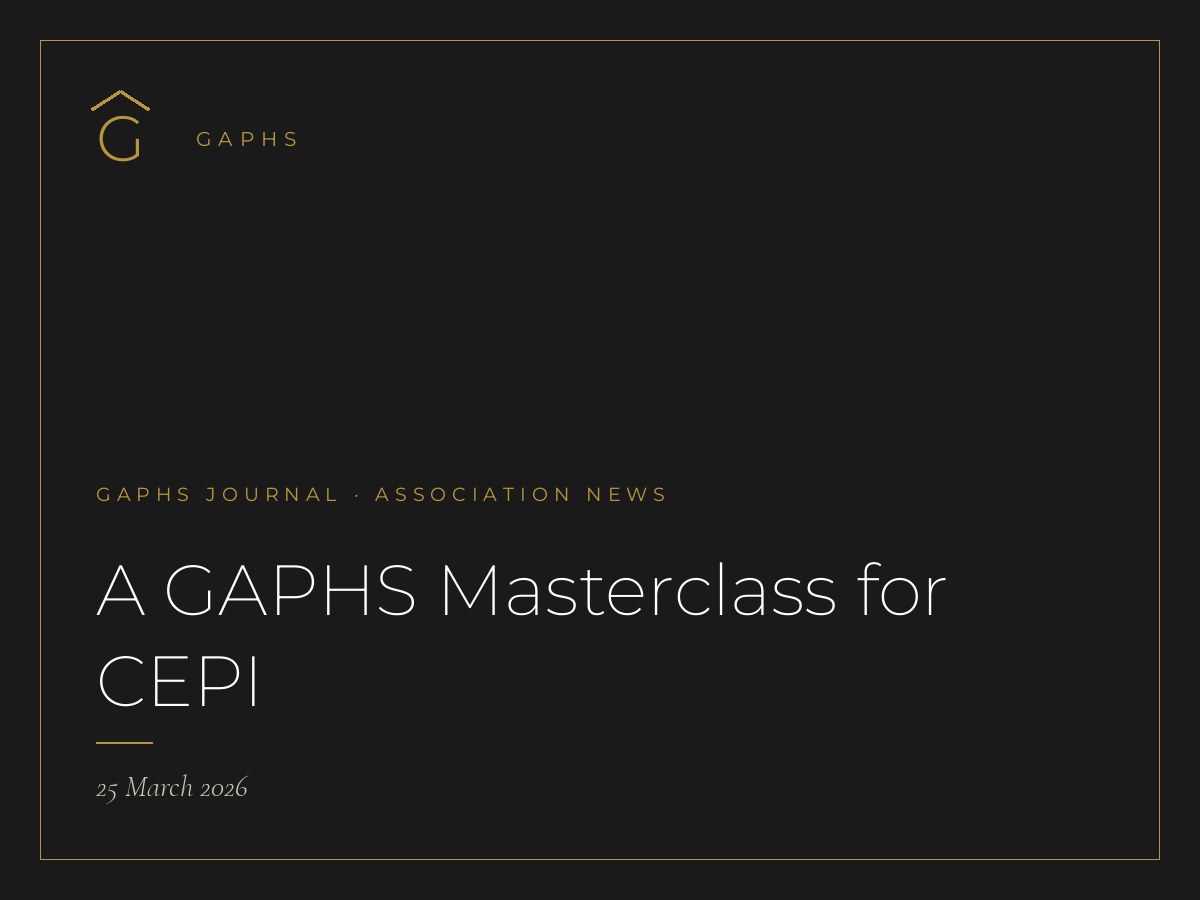 G
GAPHS
GAPHS JOURNAL · ASSOCIATION NEWS
A GAPHS Masterclass for
CEPI
25 March 2026